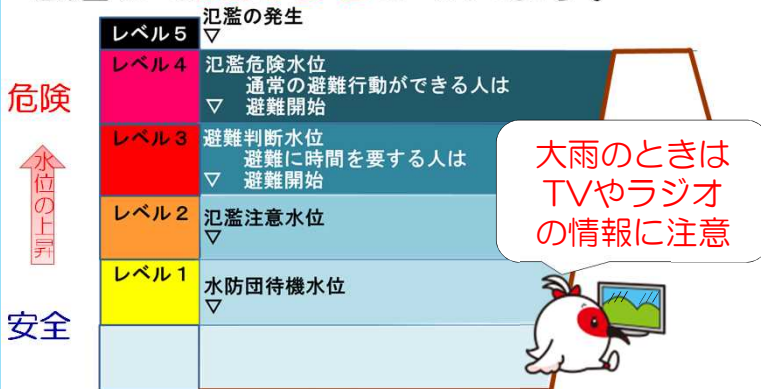 レベル5
氾濫の発生
▽
レベル4
氾濫危険水位
通常の避難行動ができる人は
▽ 避難開始
危険
レベル3
避難判断水位
避難に時間を要する人は
▽ 避難開始
水位の上昇
大雨のときは
TVやラジオ
の情報に注意
レベル2
氾濫注意水位
▽
レベル1
水防団待機水位
▽
安全